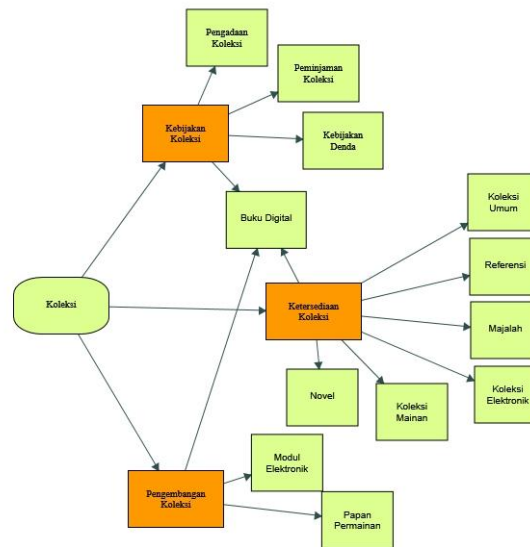 Pengadaan
Koleksi
Peminjaman
Koleksi
Kebijakan
Koleksi
Kebijakan
Denda
Buku Digital
Koleksi
Umum
Referensi
Koleksi
Ketersediaan
Koleksi
Majalah
Novel
Koleksi
Mainan
Koleksi
Elektronik
Modul
Elektronik
Pengembangan
Koleksi
Papan
Permainan